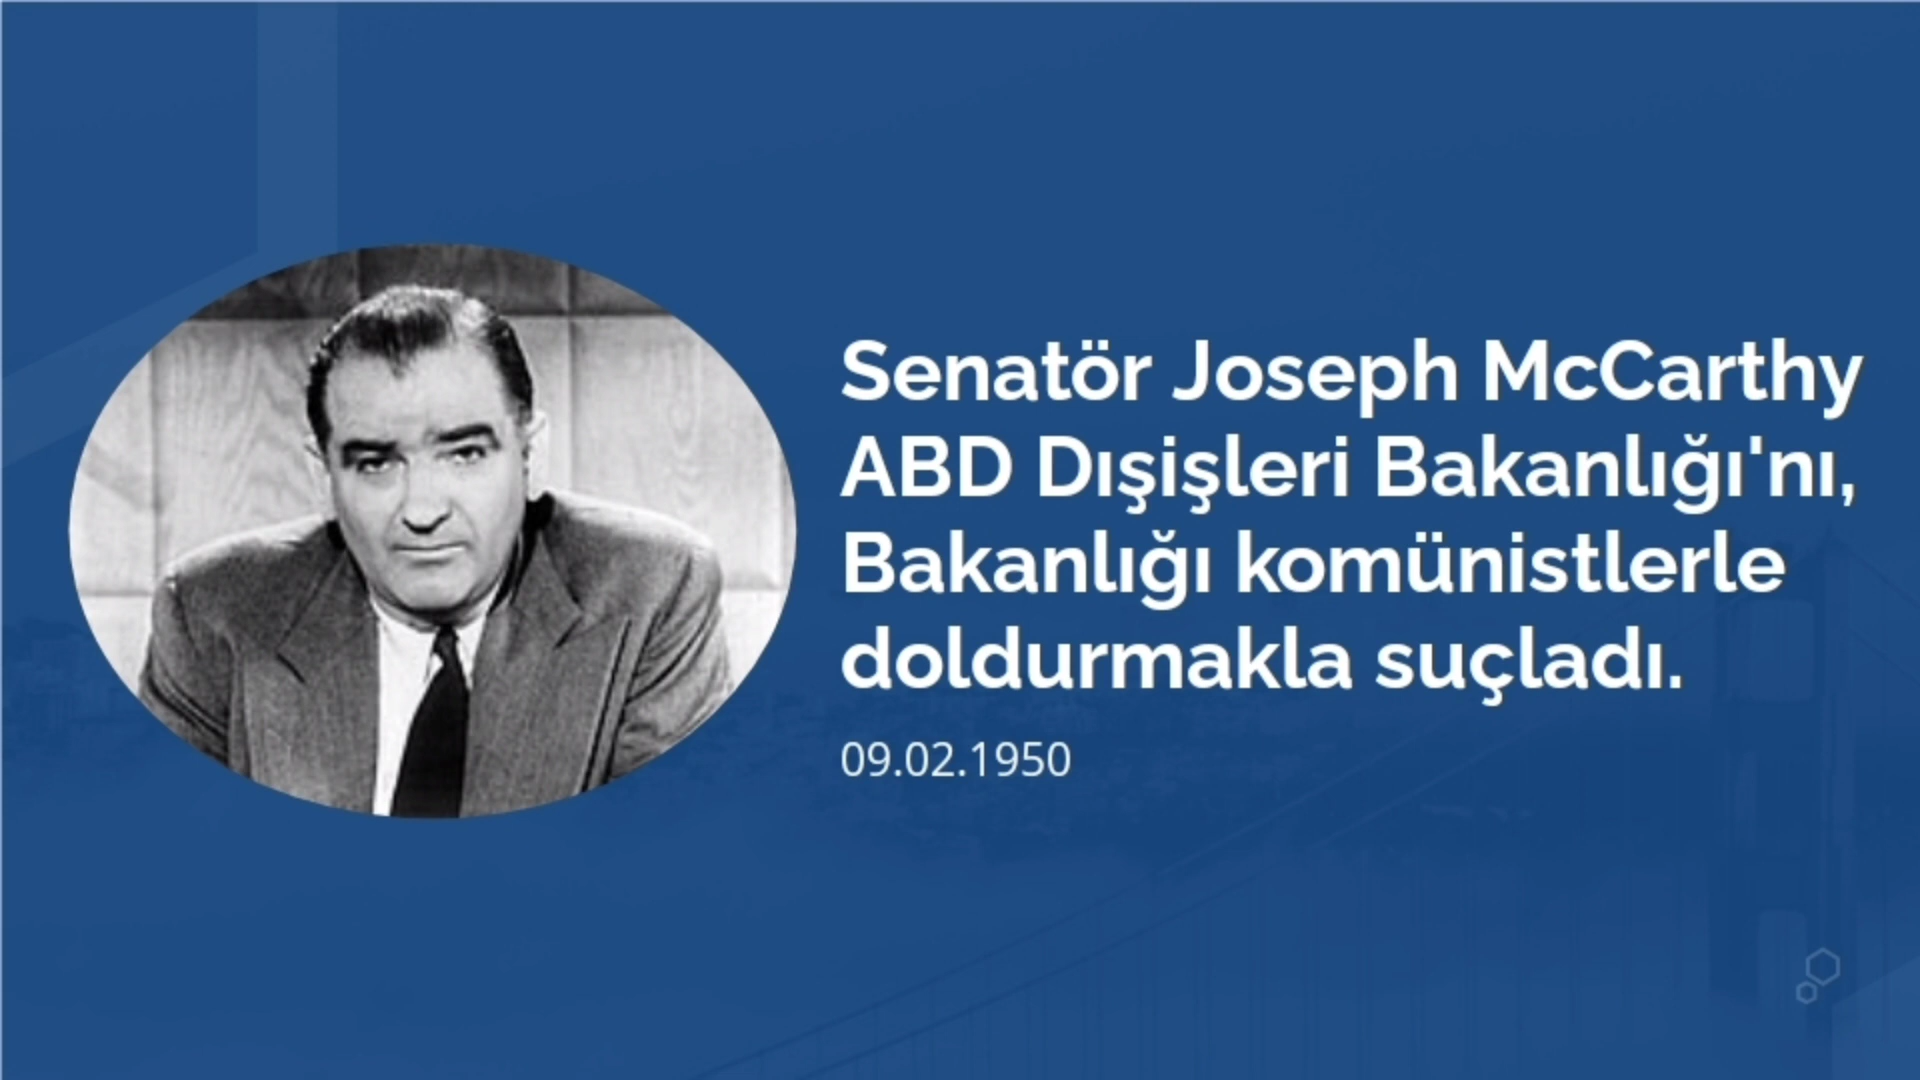 Senatör Joseph McCarthy
ABD Dışişleri Bakanlığı'nı,
Bakanlığı komünistlerle
doldurmakla suçladı.
09.02.1950